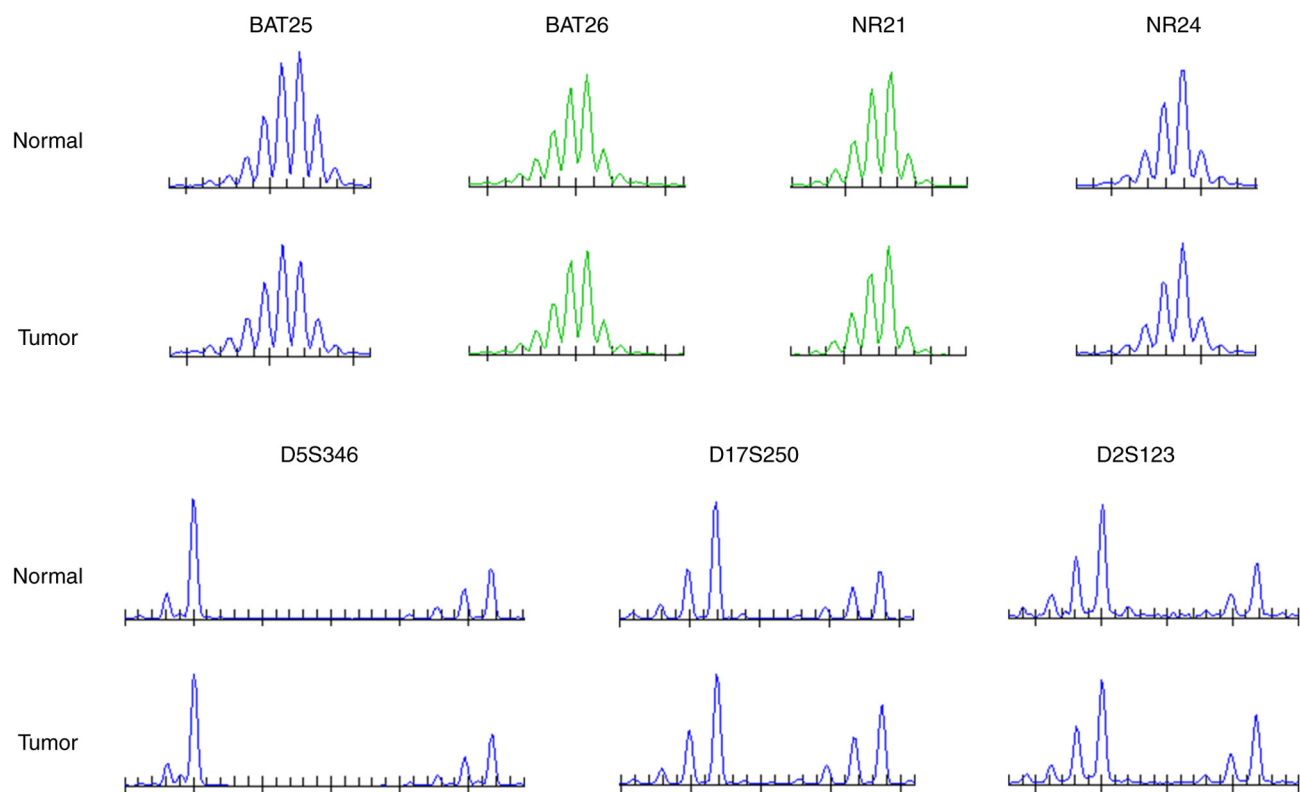 BAT25 BAT26 NR21 NR24
Normal
Tumor
D5S346 D17S250 D2S123
Normal
Tumor